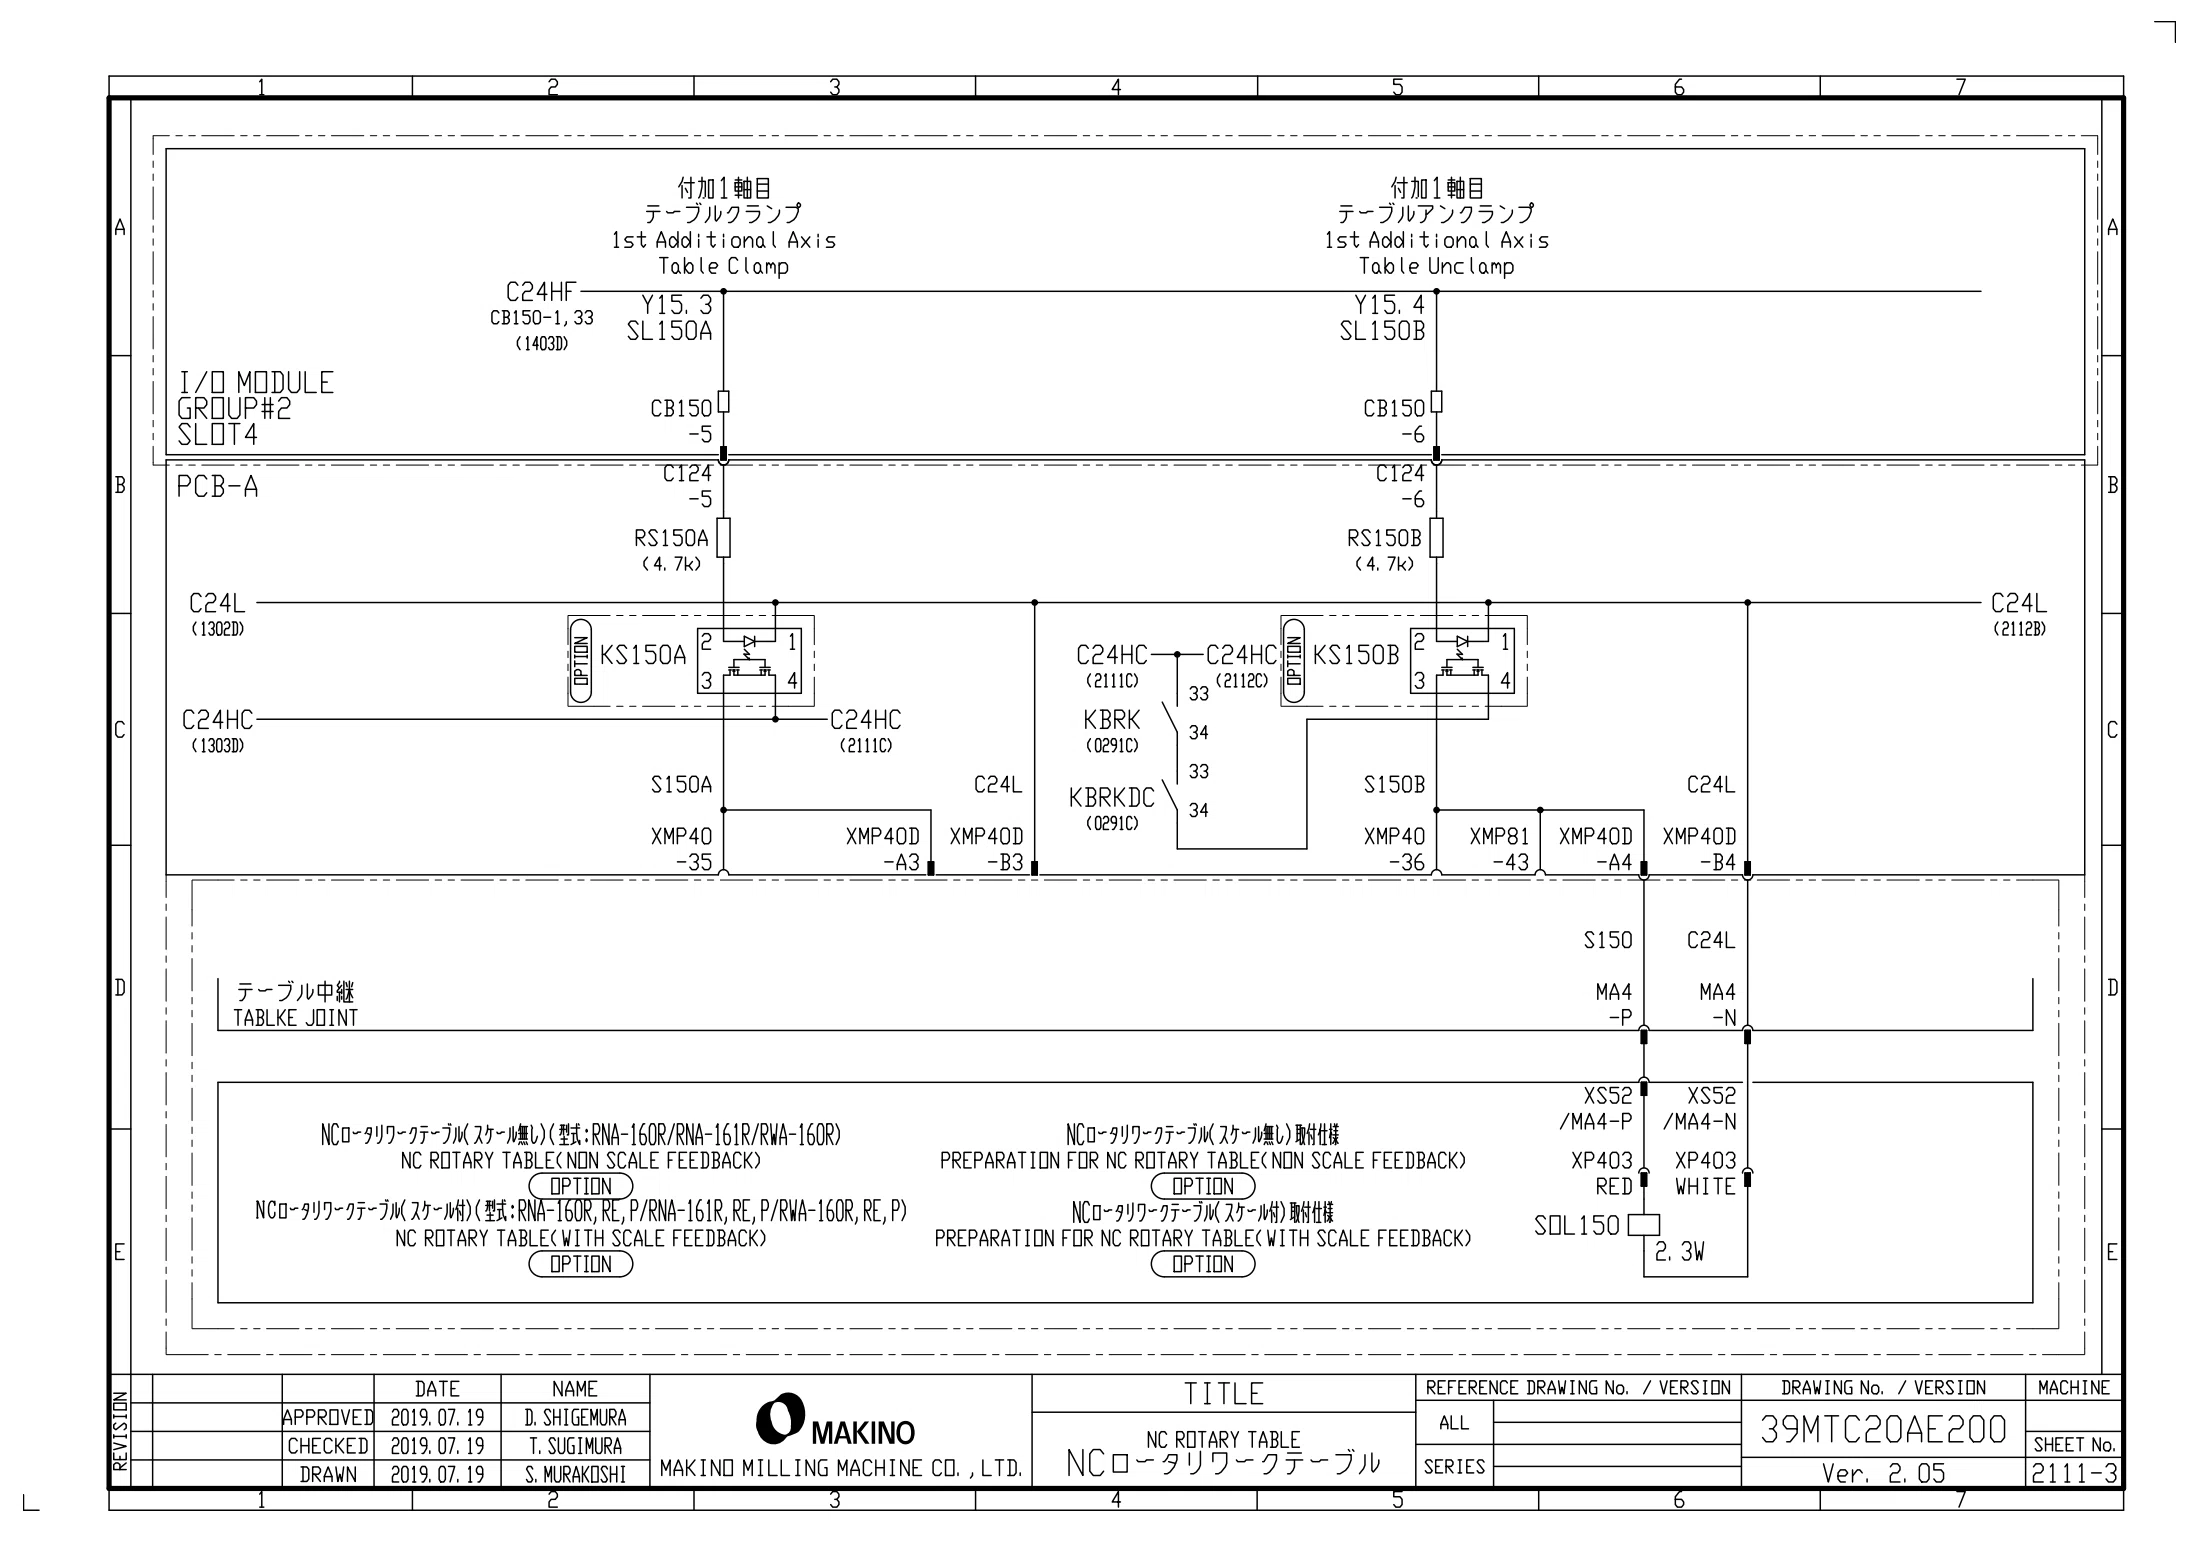 1 2 3 4 5 6 7
A
付加1軸目
テーブルクランプ
1st Additional Axis
Table Clamp
付加1軸目
テーブルアンクランプ
1st Additional Axis
Table Unclamp
A
C24HF
CB150-1,33
(1403D)
Y15.3
SL150A
Y15.4
SL150B
I/O MODULE
GROUP#2
SLOT4
CB150
-5
CB150
-6
B
PCB-A
C124
-5
C124
-6
B
RS150A
(4.7k)
RS150B
(4.7k)
C24L
(1302D)
C24L
(2112B)
OPTION
KS150A
2 1
3 4
C24HC
(2111C)
C24HC
(2112C)
OPTION
KS150B
2 1
3 4
C
C24HC
(1303D)
C24HC
(2111C)
33
KBRK
(0291C)
34
33
KBRKDC
(0291C)
34
C
S150A
C24L
S150B
C24L
XMP40
-35
XMP40D
-A3
XMP40D
-B3
XMP40
-36
XMP81
-43
XMP40D
-A4
XMP40D
-B4
S150
C24L
D
テーブル中継
TABLKE JOINT
MA4
-P
MA4
-N
D
XS52
/MA4-P
XS52
/MA4-N
NCロータリワークテーブル(スケール無し)(型式:RNA-160R/RNA-161R/RWA-160R)
NC ROTARY TABLE(NON SCALE FEEDBACK)
OPTION
NCロータリワークテーブル(スケール付)(型式:RNA-160R,RE,P/RNA-161R,RE,P/RWA-160R,RE,P)
NC ROTARY TABLE(WITH SCALE FEEDBACK)
OPTION
NCロータリワークテーブル(スケール無し)取付仕様
PREPARATION FOR NC ROTARY TABLE(NON SCALE FEEDBACK)
OPTION
NCロータリワークテーブル(スケール付)取付仕様
PREPARATION FOR NC ROTARY TABLE(WITH SCALE FEEDBACK)
OPTION
XP403
RED
XP403
WHITE
SOL150
2.3W
E
E
REVISION
DATE NAME
APPROVED 2019.07.19 D. SHIGEMURA
CHECKED 2019.07.19 T. SUGIMURA
DRAWN 2019.07.19 S. MURAKOSHI
MAKINO
MAKINO MILLING MACHINE CO.,LTD.
TITLE
NC ROTARY TABLE
NCロータリワークテーブル
REFERENCE DRAWING No. / VERSION
ALL
SERIES
DRAWING No. / VERSION
39MTC20AE200
Ver. 2.05
MACHINE
SHEET No.
2111-3
1 2 3 4 5 6 7